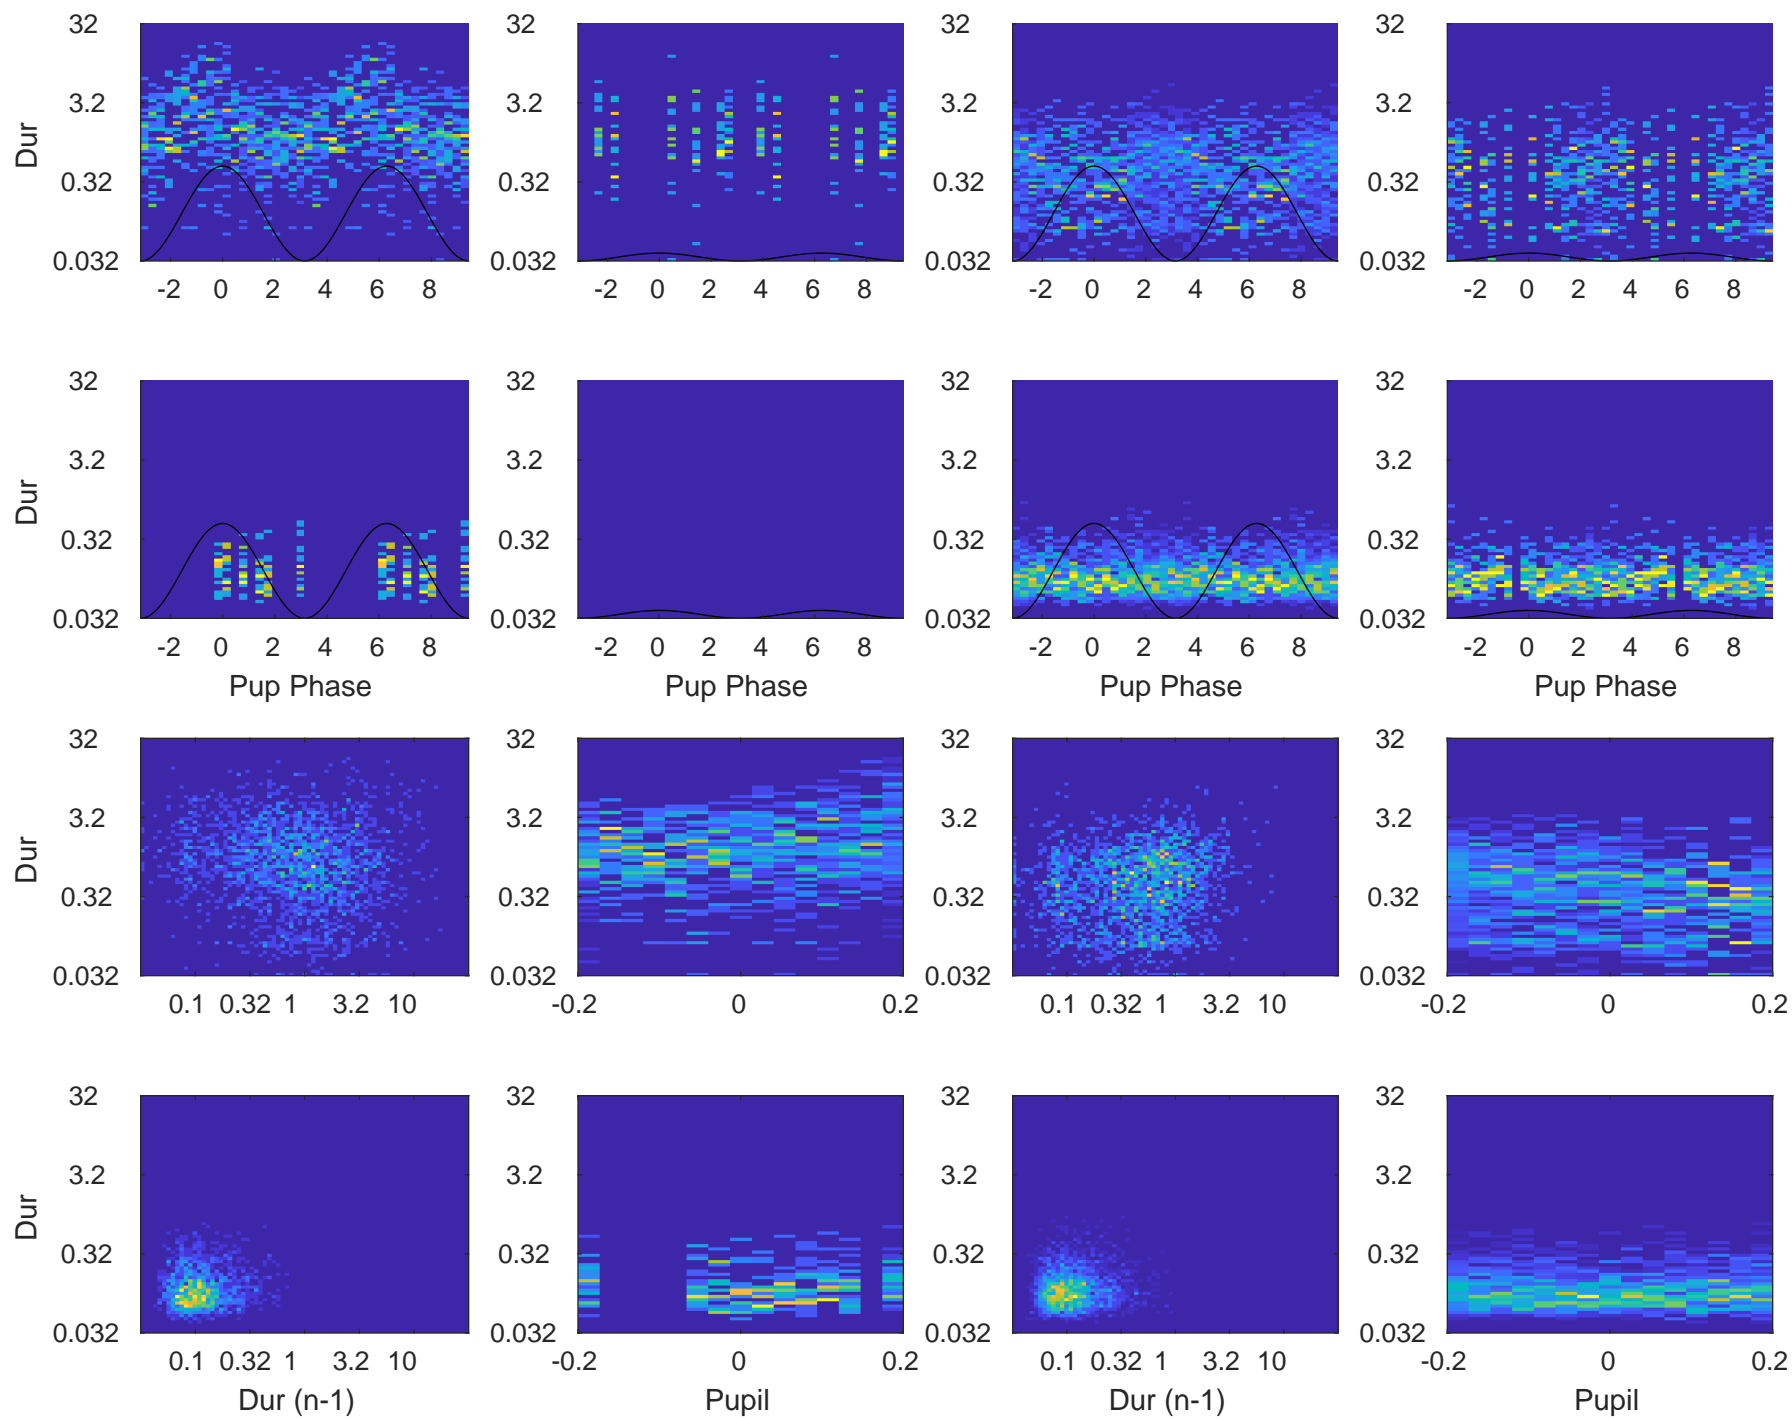 32 32 32 32
Dur 3.2 3.2 3.2 3.2
0.32 0.32 0.32 0.32
0.032 0.032 0.032 0.032
-2 0 2 4 6 8 -2 0 2 4 6 8 -2 0 2 4 6 8 -2 0 2 4 6 8
32 32 32 32
Dur 3.2 3.2 3.2 3.2
0.32 0.32 0.32 0.32
0.032 0.032 0.032 0.032
-2 0 2 4 6 8 -2 0 2 4 6 8 -2 0 2 4 6 8 -2 0 2 4 6 8
Pup Phase Pup Phase Pup Phase Pup Phase
32 32 32 32
Dur 3.2 3.2 3.2 3.2
0.32 0.32 0.32 0.32
0.032 0.032 0.032 0.032
0.1 0.32 1 3.2 10 -0.2 0 0.2 0.1 0.32 1 3.2 10 -0.2 0 0.2
32 32 32 32
Dur 3.2 3.2 3.2 3.2
0.32 0.32 0.32 0.32
0.032 0.032 0.032 0.032
0.1 0.32 1 3.2 10 -0.2 0 0.2 0.1 0.32 1 3.2 10 -0.2 0 0.2
Dur (n-1) Pupil Dur (n-1) Pupil